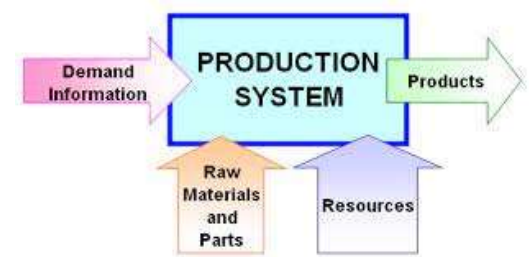 Demand
Information
PRODUCTION
SYSTEM
Products
Raw
Materials
and
Parts
Resources